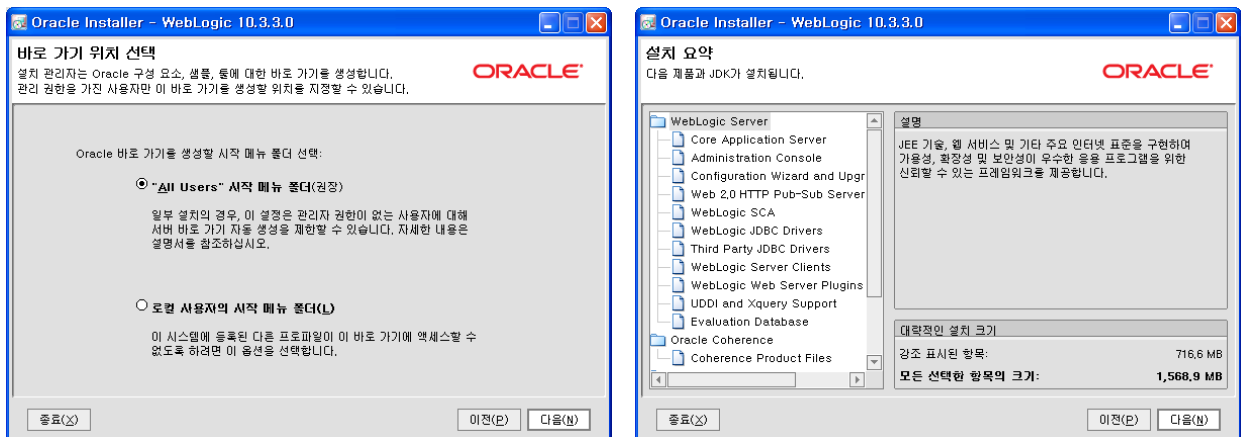 Oracle Installer - WebLogic 10.3.3.0
바로 가기 위치 선택
설치 관리자는 Oracle 구성 요소, 샘플, 툴에 대한 바로 가기를 생성합니다.
관리 권한을 가진 사용자만 이 바로 가기를 생성할 위치를 지정할 수 있습니다.
ORACLE
Oracle 바로 가기를 생성할 시작 메뉴 폴더 선택:
"All Users" 시작 메뉴 폴더(권장)
일부 설치의 경우, 이 설정은 관리자 권한이 없는 사용자에 대해
서버 바로 가기 자동 생성을 제한할 수 있습니다. 자세한 내용은
설명서를 참조하십시오.
로컬 사용자의 시작 메뉴 폴더(L)
이 시스템에 등록된 다른 프로파일이 이 바로 가기에 액세스할 수
없도록 하려면 이 옵션을 선택합니다.
종료(X)
이전(P)
다음(N)
Oracle Installer - WebLogic 10.3.3.0
설치 요약
다음 제품과 JDK가 설치됩니다.
ORACLE
WebLogic Server
Core Application Server
Administration Console
Configuration Wizard and Upgr
Web 2.0 HTTP Pub-Sub Server
WebLogic SCA
WebLogic JDBC Drivers
Third Party JDBC Drivers
WebLogic Server Clients
WebLogic Web Server Plugins
UDDI and Xquery Support
Evaluation Database
Oracle Coherence
Coherence Product Files
설명
JEE 기술, 웹 서비스 및 기타 주요 인터넷 표준을 구현하여
가용성, 확장성 및 보안성이 우수한 응용 프로그램을 위한
신뢰할 수 있는 프레임워크를 제공합니다.
대략적인 설치 크기
강조 표시된 항목: 716.6 MB
모든 선택한 항목의 크기: 1,568.9 MB
종료(X)
이전(P)
다음(N)